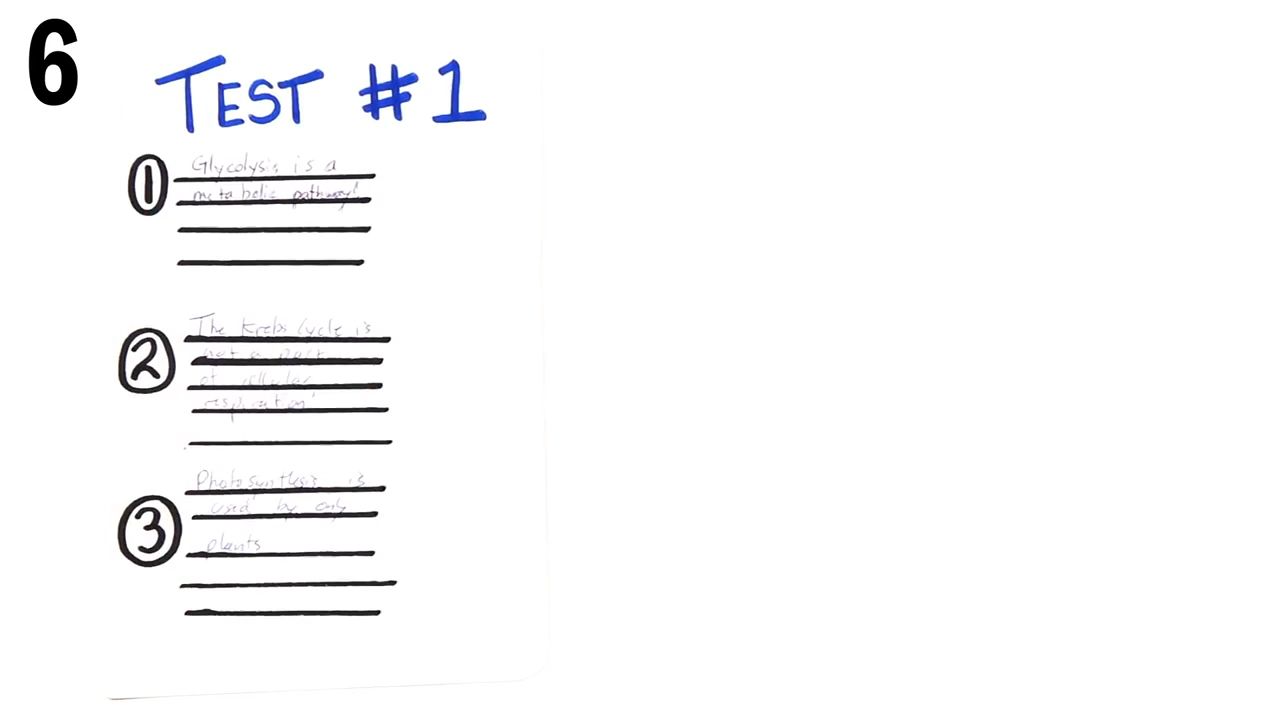 6
TEST #1
1
Glycolysis is a
metabolic pathway!
2
The Krebs Cycle is
not a part
of cellular
respiration
3
Photosynthesis is
used by only
plants